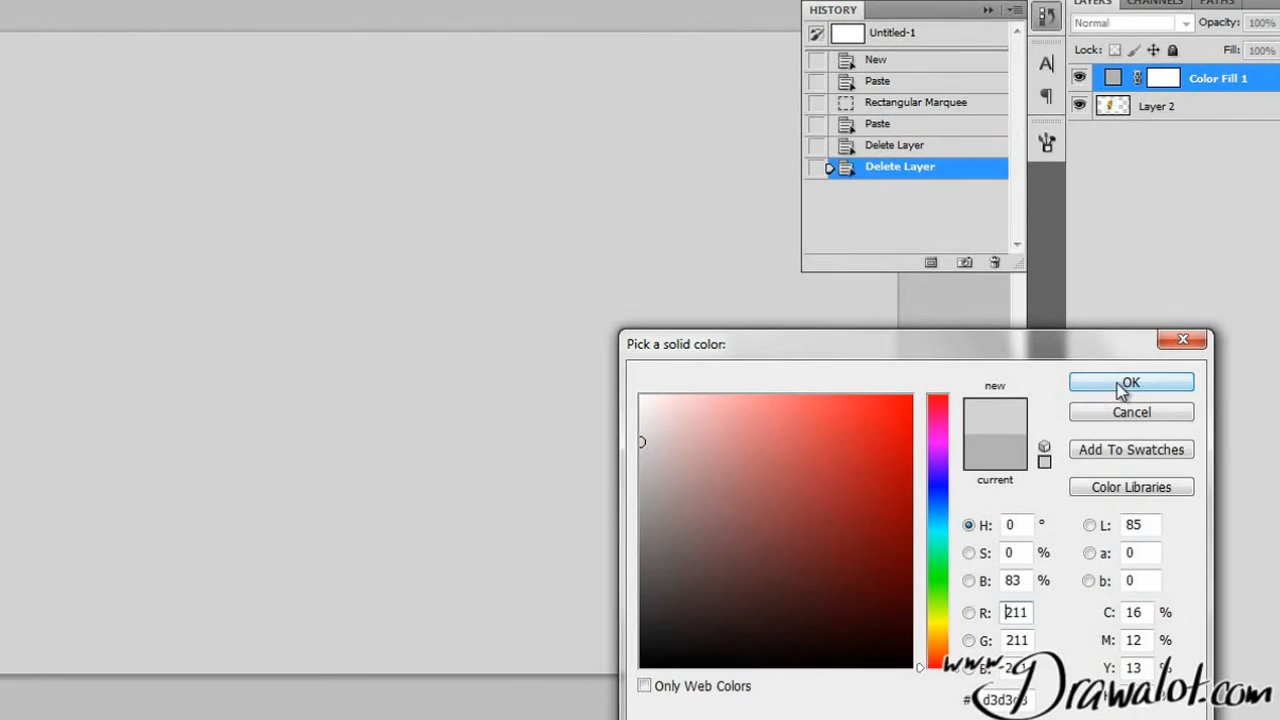 HISTORY
LAYERS CHANNELS PATHS
Untitled-1
Normal Opacity: 100%
New
Lock: Fill: 100%
Paste
Color Fill 1
Rectangular Marquee
Layer 2
Paste
Delete Layer
Delete Layer
Pick a solid color:
new
OK
Cancel
Add To Swatches
current
Color Libraries
H: 0 °
L: 85
S: 0 %
a: 0
B: 83 %
b: 0
R: 211
C: 16 %
G: 211
M: 12 %
Y: 13
Only Web Colors
www.Drawalot.com